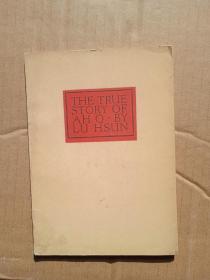 THE TRUE
STORY OF
AH Q · BY
LU HSUN